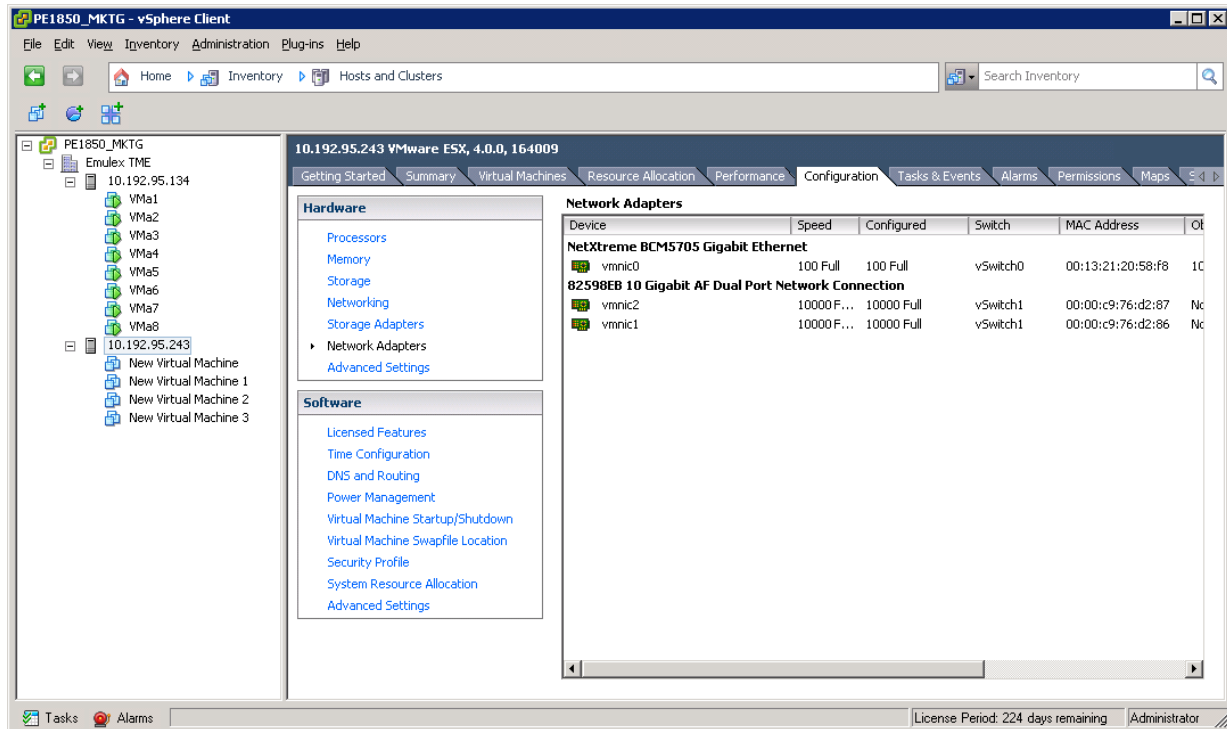 PE1850_MKTG - vSphere Client
File Edit View Inventory Administration Plug-ins Help
Home Inventory Hosts and Clusters Search Inventory
PE1850_MKTG
Emulex TME
10.192.95.134
VMa1
VMa2
VMa3
VMa4
VMa5
VMa6
VMa7
VMa8
10.192.95.243
New Virtual Machine
New Virtual Machine 1
New Virtual Machine 2
New Virtual Machine 3
10.192.95.243 VMware ESX, 4.0.0, 164009
Getting Started Summary Virtual Machines Resource Allocation Performance Configuration Tasks & Events Alarms Permissions Maps
Hardware
Processors
Memory
Storage
Networking
Storage Adapters
Network Adapters
Advanced Settings
Software
Licensed Features
Time Configuration
DNS and Routing
Power Management
Virtual Machine Startup/Shutdown
Virtual Machine Swapfile Location
Security Profile
System Resource Allocation
Advanced Settings
Network Adapters
Device Speed Configured Switch MAC Address
NetXtreme BCM5705 Gigabit Ethernet
vmnic0 100 Full 100 Full vSwitch0 00:13:21:20:58:f8 10
82598EB 10 Gigabit AF Dual Port Network Connection
vmnic2 10000 F... 10000 Full vSwitch1 00:00:c9:76:d2:87
vmnic1 10000 F... 10000 Full vSwitch1 00:00:c9:76:d2:86
Tasks Alarms License Period: 224 days remaining Administrator